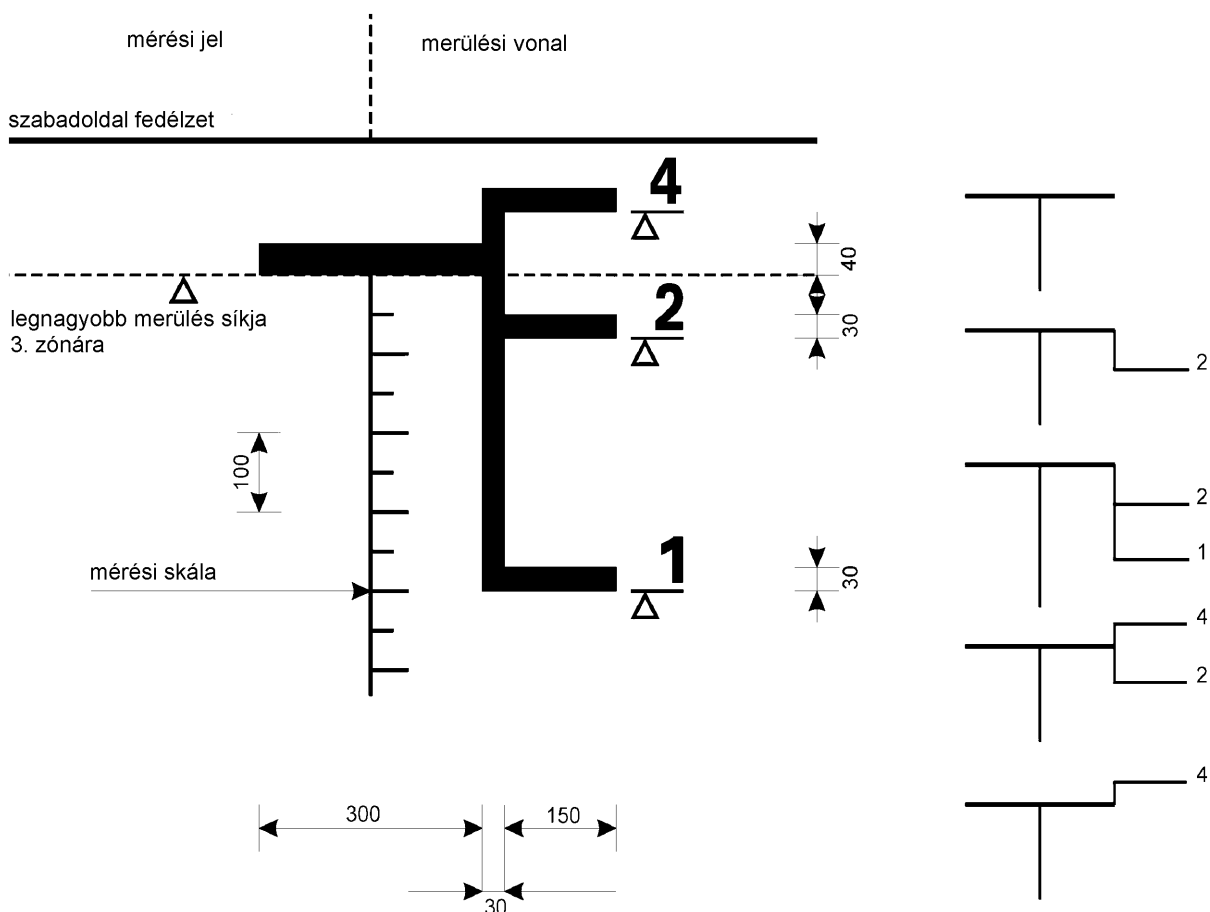 mérési jel
merülési vonal
szabadoldal fedélzet
4
40
legnagyobb merülés síkja
3. zónára
2
30
100
mérési skála
1
30
300
150
30
2
2
1
4
2
4